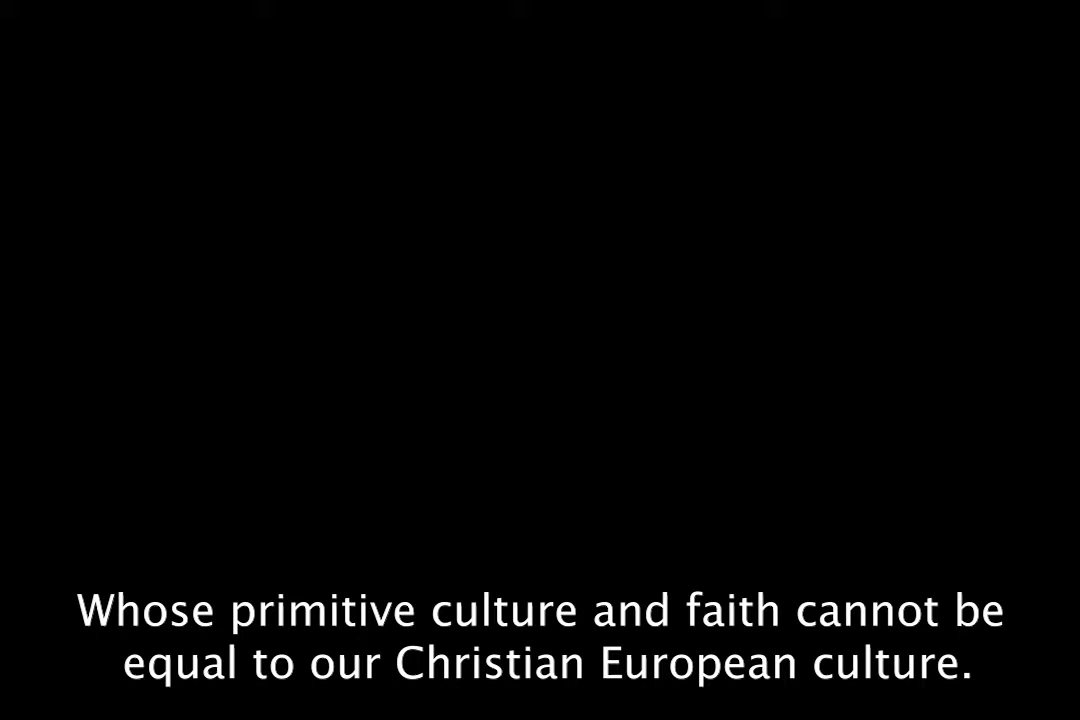 Whose primitive culture and faith cannot be
equal to our Christian European culture.